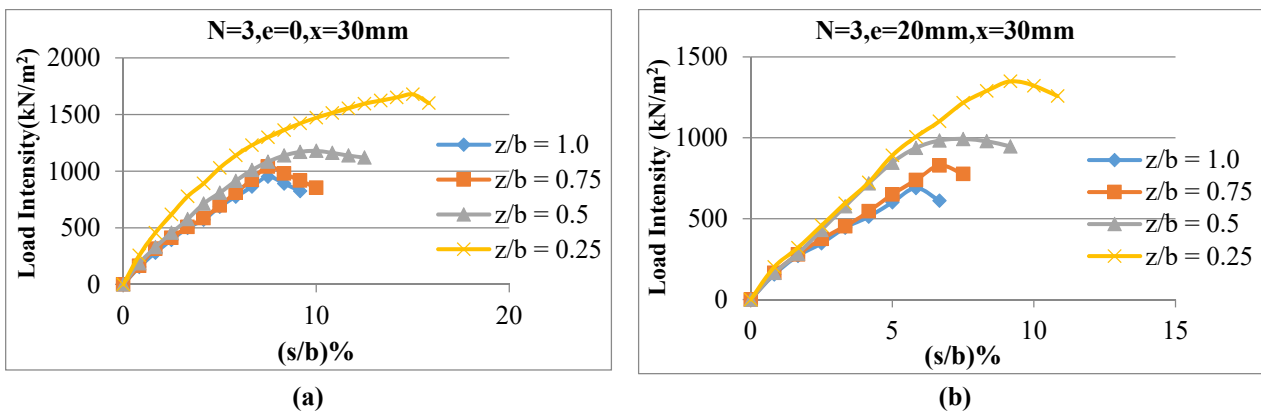 N=3,e=0,x=30mm
Load Intensity(kN/m²)
2000
1500
1000
500
0
0
10
20
(s/b)%
z/b = 1.0
z/b = 0.75
z/b = 0.5
z/b = 0.25
(a)
N=3,e=20mm,x=30mm
Load Intensity (kN/m²)
1500
1000
500
0
0
5
10
15
(s/b)%
z/b = 1.0
z/b = 0.75
z/b = 0.5
z/b = 0.25
(b)